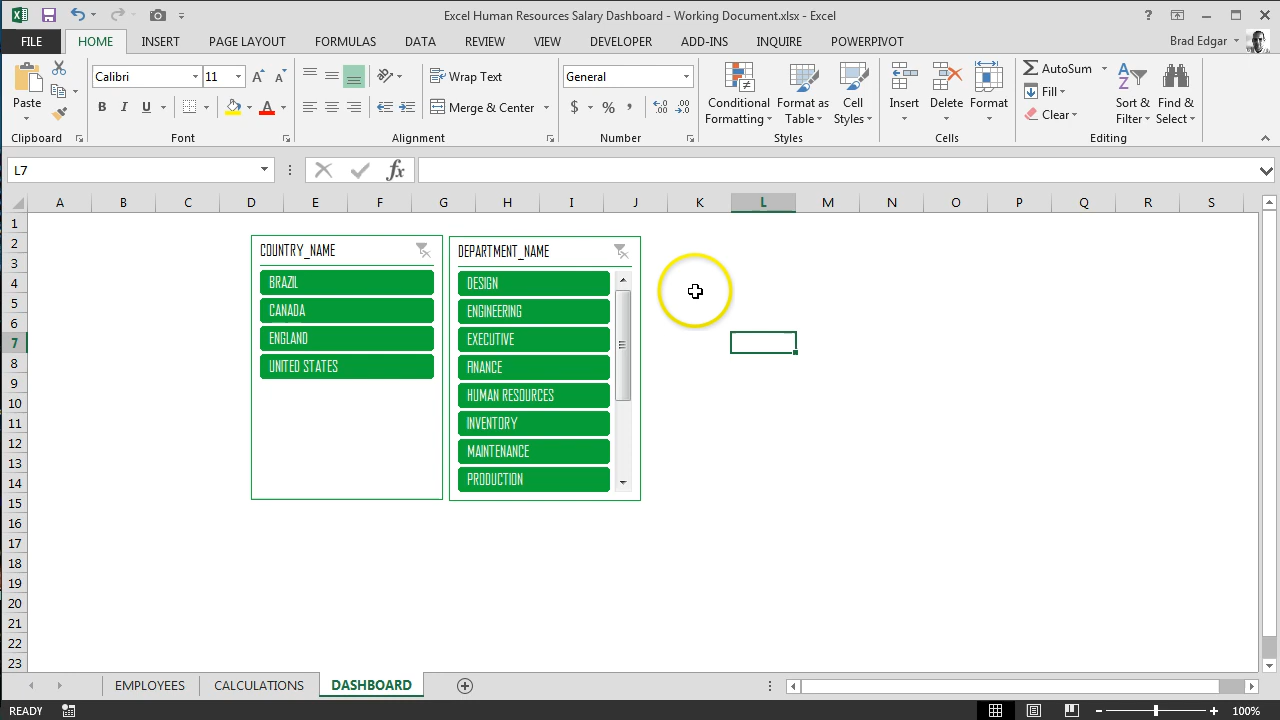 Excel Human Resources Salary Dashboard - Working Document.xlsx - Excel
?
FILE HOME INSERT PAGE LAYOUT FORMULAS DATA REVIEW VIEW DEVELOPER ADD-INS INQUIRE POWERPIVOT Brad Edgar
Paste
Calibri 11
B I U A
Wrap Text
Merge & Center
General
$ % ,
Conditional Formatting
Format as Table
Cell Styles
Insert Delete Format
AutoSum
Fill
Clear
Sort & Filter
Find & Select
Clipboard Font Alignment Number Styles Cells Editing
L7 fx
A B C D E F G H I J K L M N O P Q R S
1
2
3
4
5
6
7
8
9
10
11
12
13
14
15
16
17
18
19
20
21
22
23
COUNTRY_NAME
BRAZIL
CANADA
ENGLAND
UNITED STATES
DEPARTMENT_NAME
DESIGN
ENGINEERING
EXECUTIVE
FINANCE
HUMAN RESOURCES
INVENTORY
MAINTENANCE
PRODUCTION
EMPLOYEES CALCULATIONS DASHBOARD
READY 100%